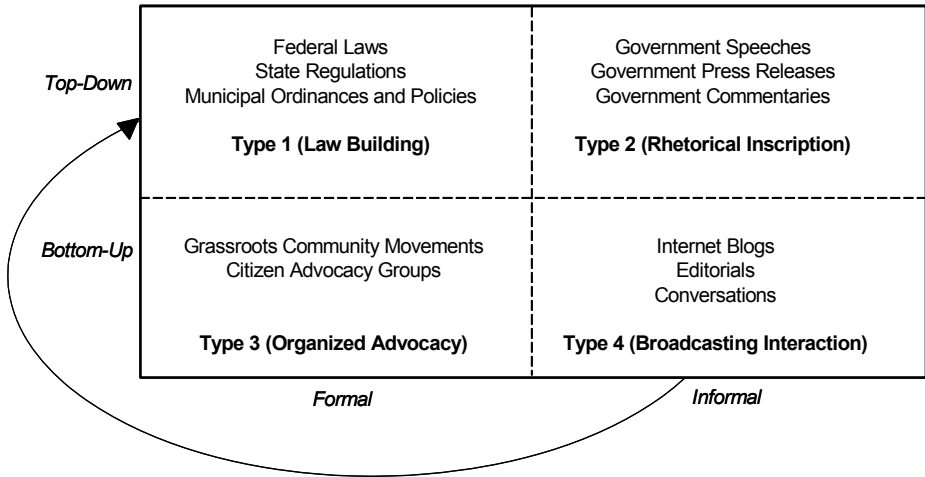 Top-Down
Federal Laws
State Regulations
Municipal Ordinances and Policies
Type 1 (Law Building)
Government Speeches
Government Press Releases
Government Commentaries
Type 2 (Rhetorical Inscription)
Bottom-Up
Grassroots Community Movements
Citizen Advocacy Groups
Type 3 (Organized Advocacy)
Internet Blogs
Editorials
Conversations
Type 4 (Broadcasting Interaction)
Formal
Informal